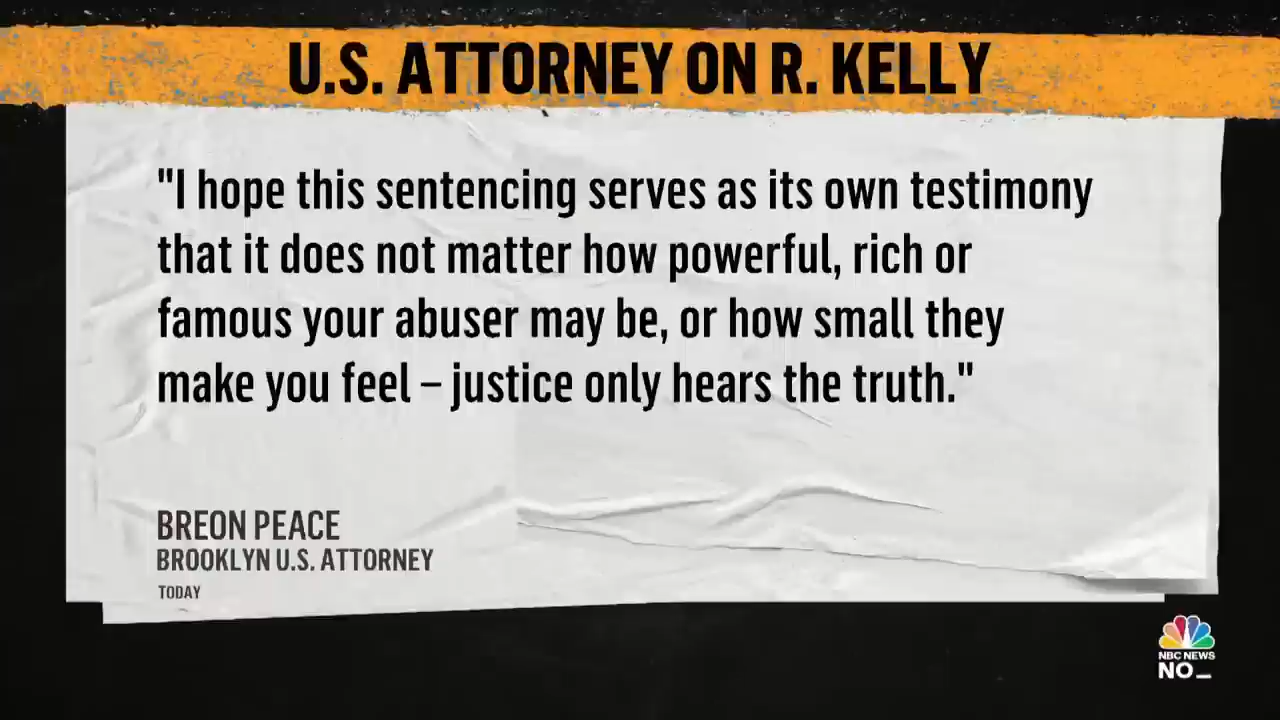 U.S. ATTORNEY ON R. KELLY
"I hope this sentencing serves as its own testimony
that it does not matter how powerful, rich or
famous your abuser may be, or how small they
make you feel – justice only hears the truth."
BREON PEACE
BROOKLYN U.S. ATTORNEY
TODAY
NBC NEWS
NO_